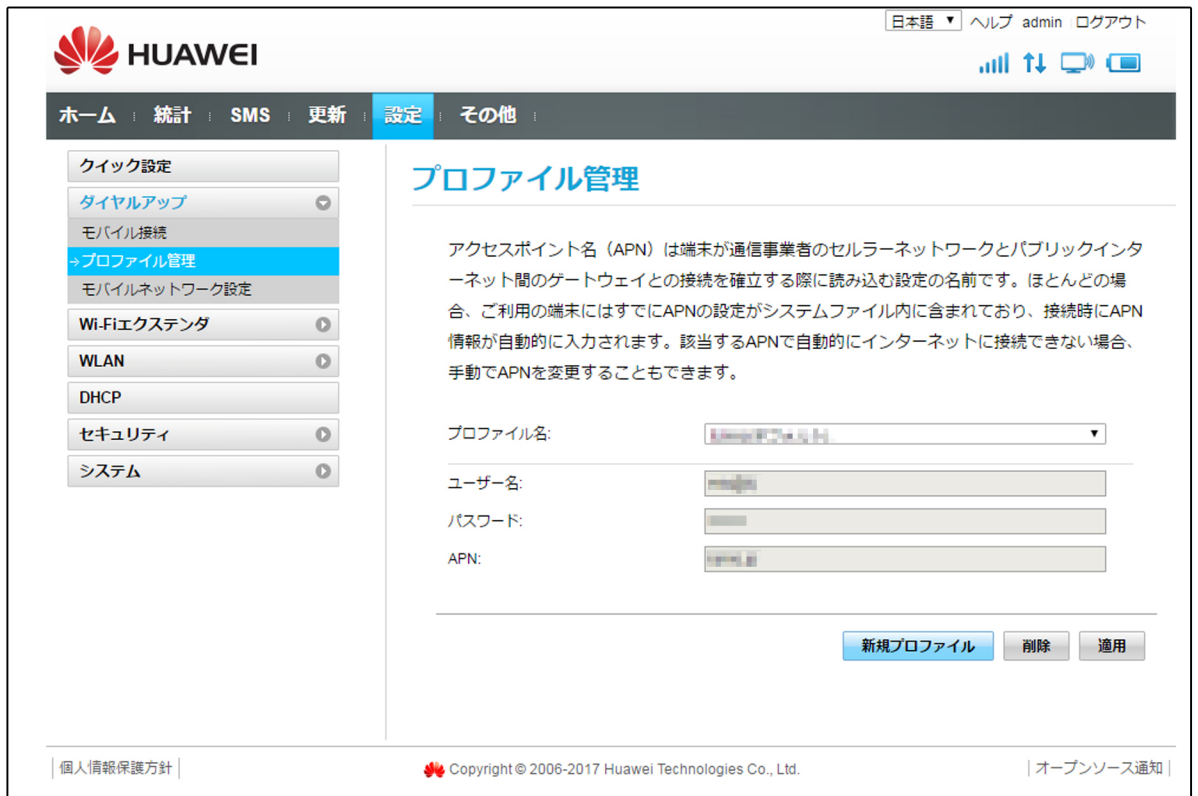 日本語 ▼ ヘルプ admin ログアウト
HUAWEI
ホーム 統計 SMS 更新 設定 その他
クイック設定
ダイヤルアップ
モバイル接続
→プロファイル管理
モバイルネットワーク設定
Wi-Fiエクステンダ
WLAN
DHCP
セキュリティ
システム
プロファイル管理
アクセスポイント名（APN）は端末が通信事業者のセルラーネットワークとパブリックインタ
ーネット間のゲートウェイとの接続を確立する際に読み込む設定の名前です。ほとんどの場
合、ご利用の端末にはすでにAPNの設定がシステムファイル内に含まれており、接続時にAPN
情報が自動的に入力されます。該当するAPNで自動的にインターネットに接続できない場合、
手動でAPNを変更することもできます。
プロファイル名:
ユーザー名:
パスワード:
APN:
新規プロファイル 削除 適用
個人情報保護方針 Copyright © 2006-2017 Huawei Technologies Co., Ltd. オープンソース通知